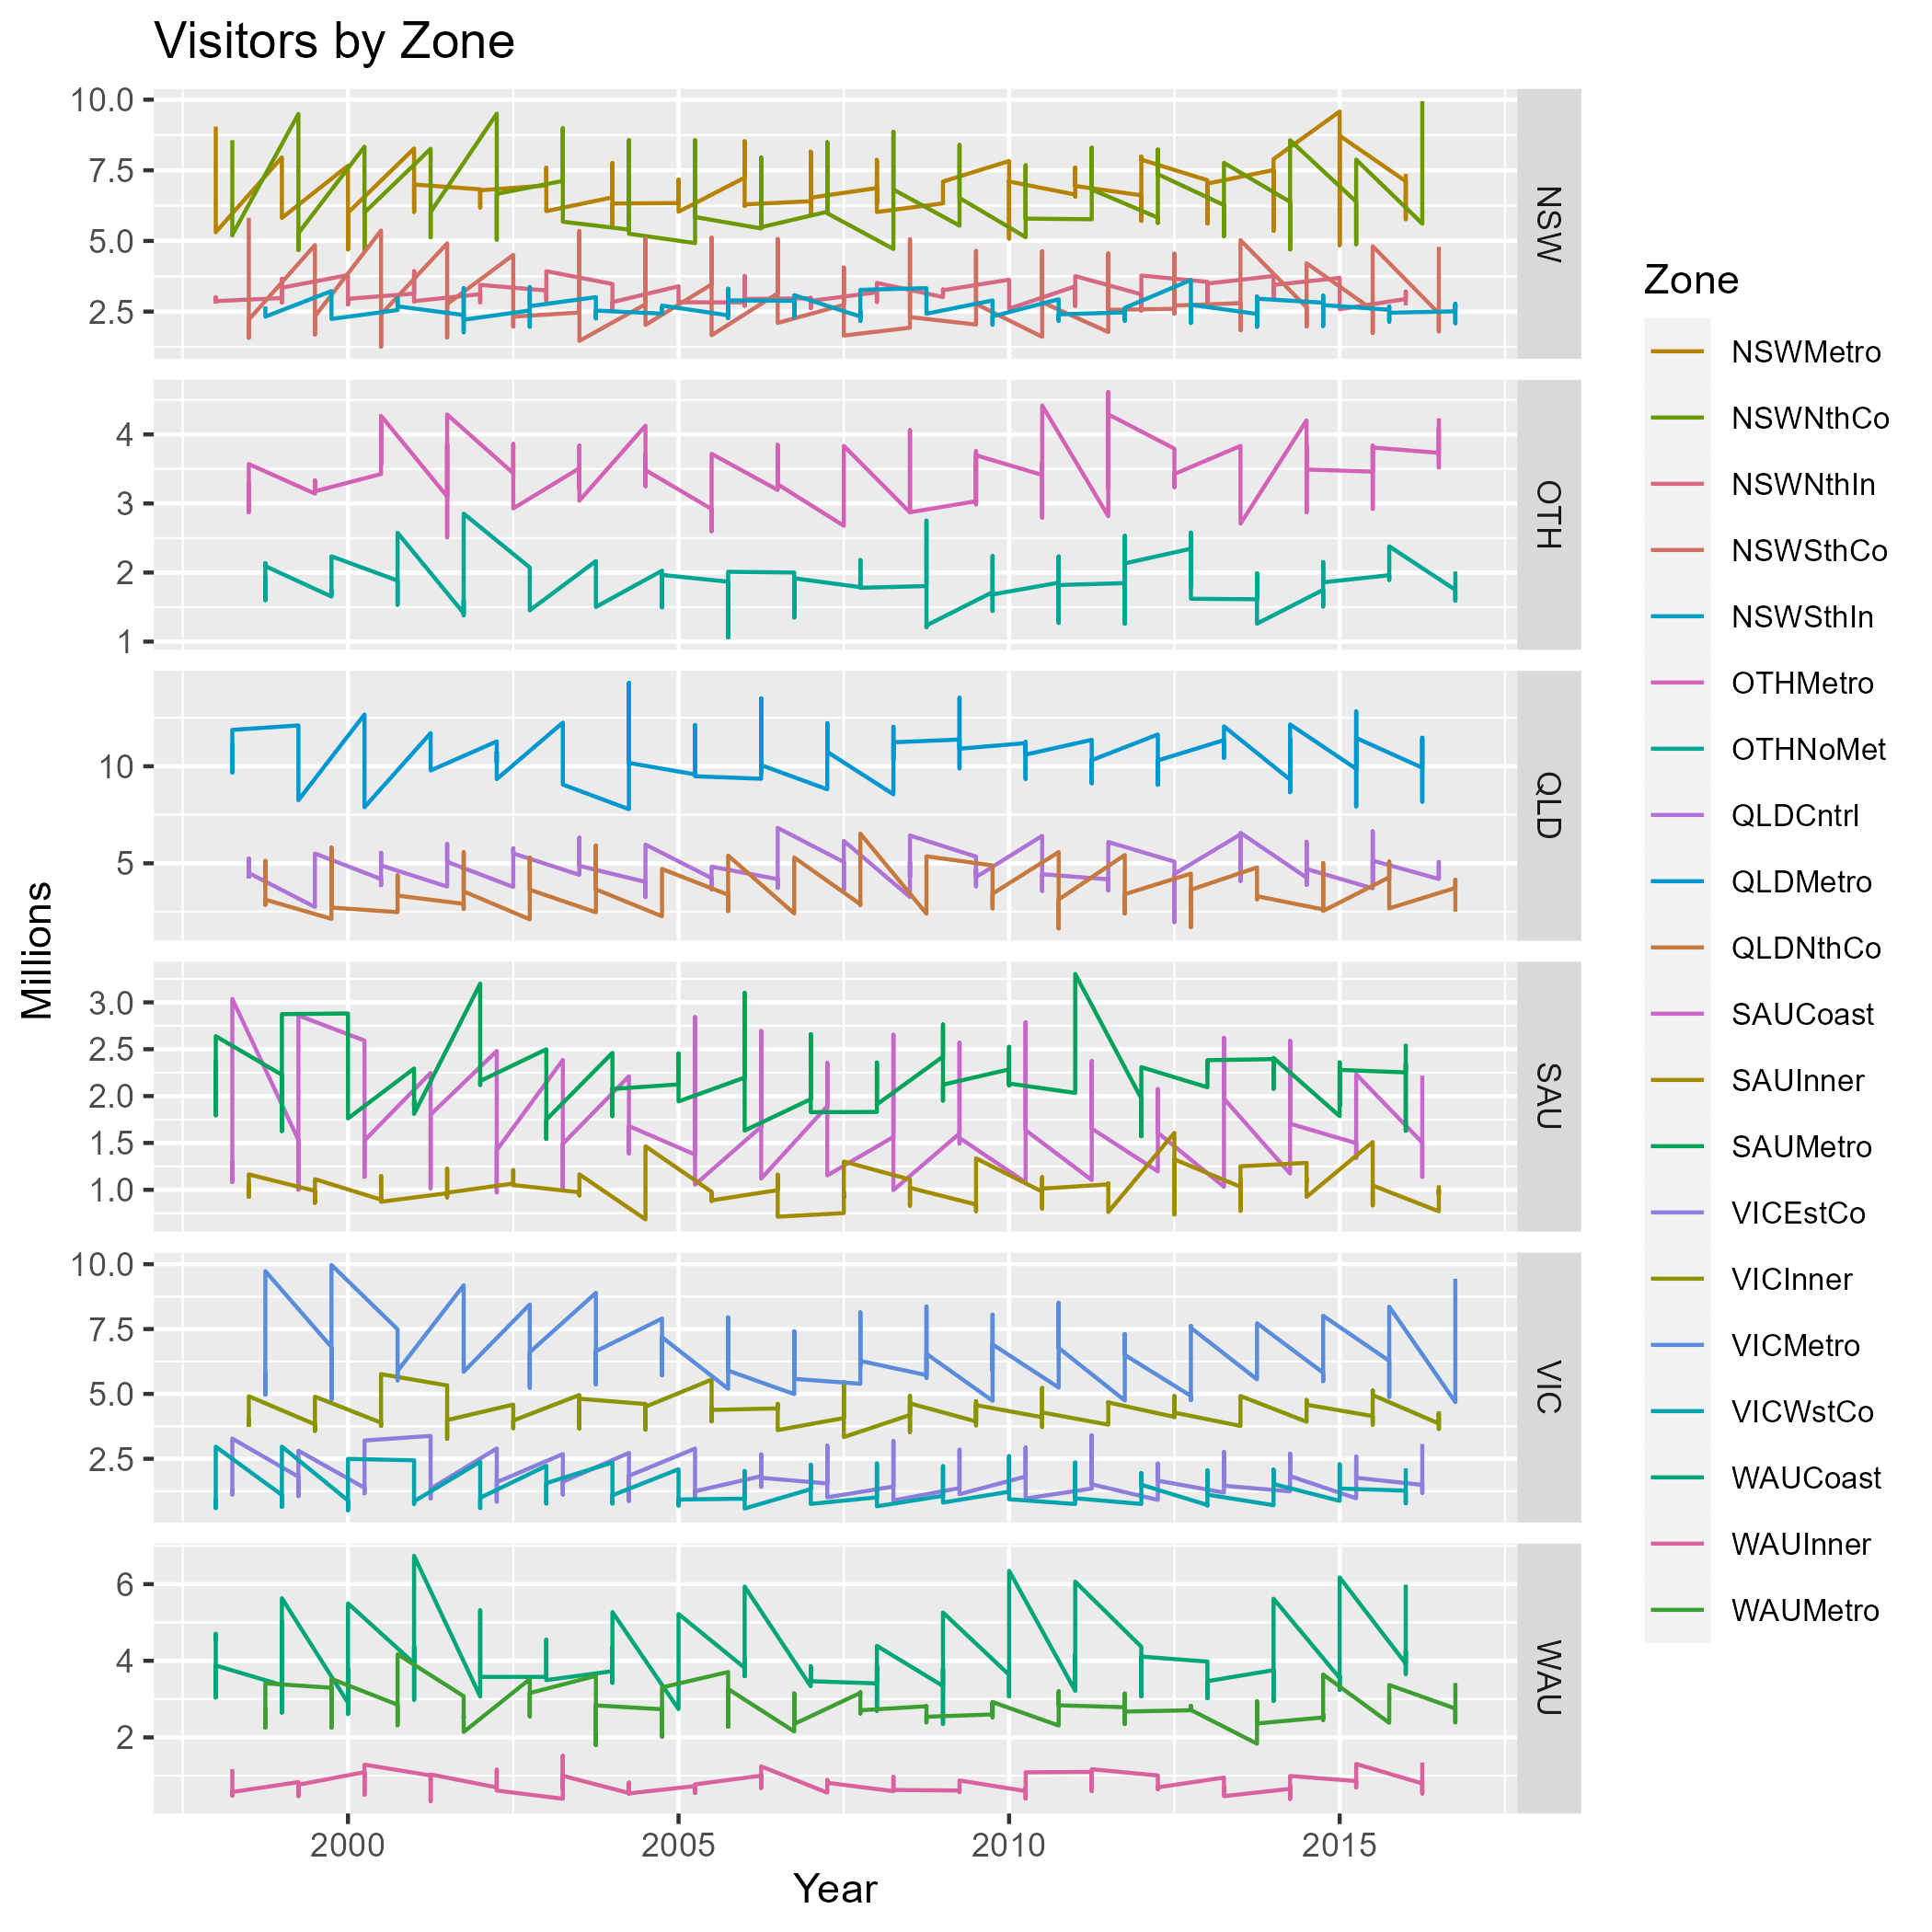 Visitors by Zone
Millions
10.0
7.5
5.0
2.5
NSW
4
3
2
1
OTH
10
5
QLD
3.0
2.5
2.0
1.5
1.0
SAU
10.0
7.5
5.0
2.5
VIC
6
4
2
WAU
2000 2005 2010 2015
Year
Zone
NSWMetro
NSWNthCo
NSWNthIn
NSWSthCo
NSWSthIn
OTHMetro
OTHNoMet
QLDCntrl
QLDMetro
QLDNthCo
SAUCoast
SAUInner
SAUMetro
VICEstCo
VICInner
VICMetro
VICWstCo
WAUCoast
WAUInner
WAUMetro